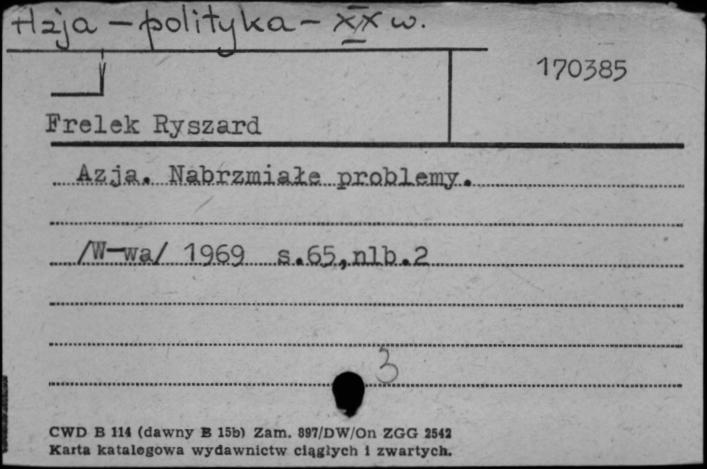 Azja - polityka - XX w.
170385
Frelek Ryszard
Azja. Nabrzmiałe problemy.
/W-wa/ 1969 s.65,nlb.2
3
CWD B 114 (dawny B 15b) Zam. 897/DW/On ZGG 2542
Karta katalogowa wydawnictw ciągłych i zwartych.